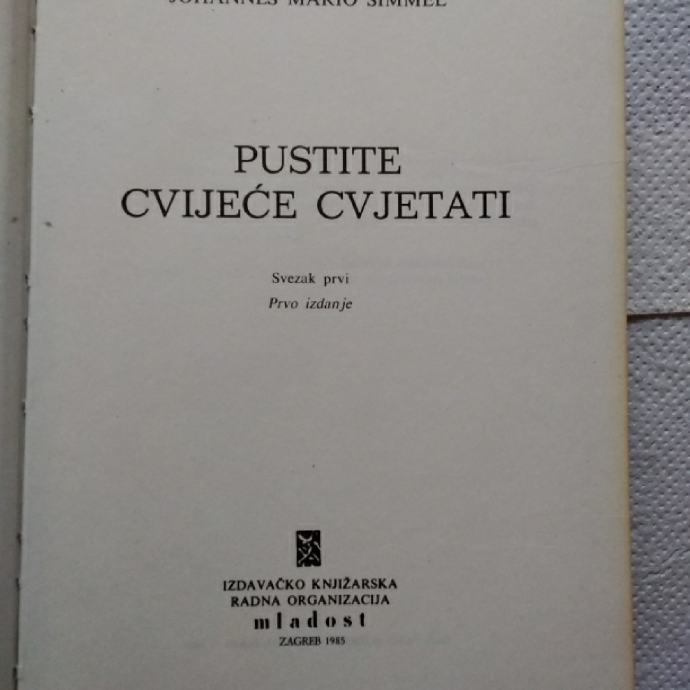 JOHANNES MARIO SIMMEL
PUSTITE
CVIJEĆE CVJETATI
Svezak prvi
Prvo izdanje
IZDAVAČKO KNJIŽARSKA
RADNA ORGANIZACIJA
mladost
ZAGREB 1985